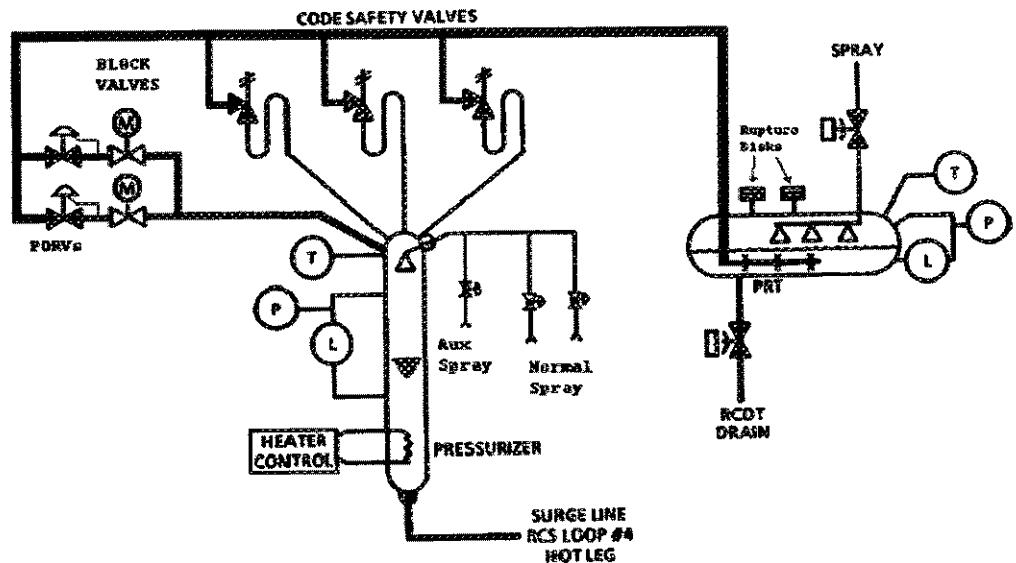 CODE SAFETY VALVES
SPRAY
BLOCK
VALVES
M
M
PORVs
Rupture
Disks
T
P
L
PRT
T
P
L
Aux
Spray
Normal
Spray
HEATER
CONTROL
PRESSURIZER
RCDT
DRAIN
SURGE LINE
RCS LOOP #4
HOT LEG